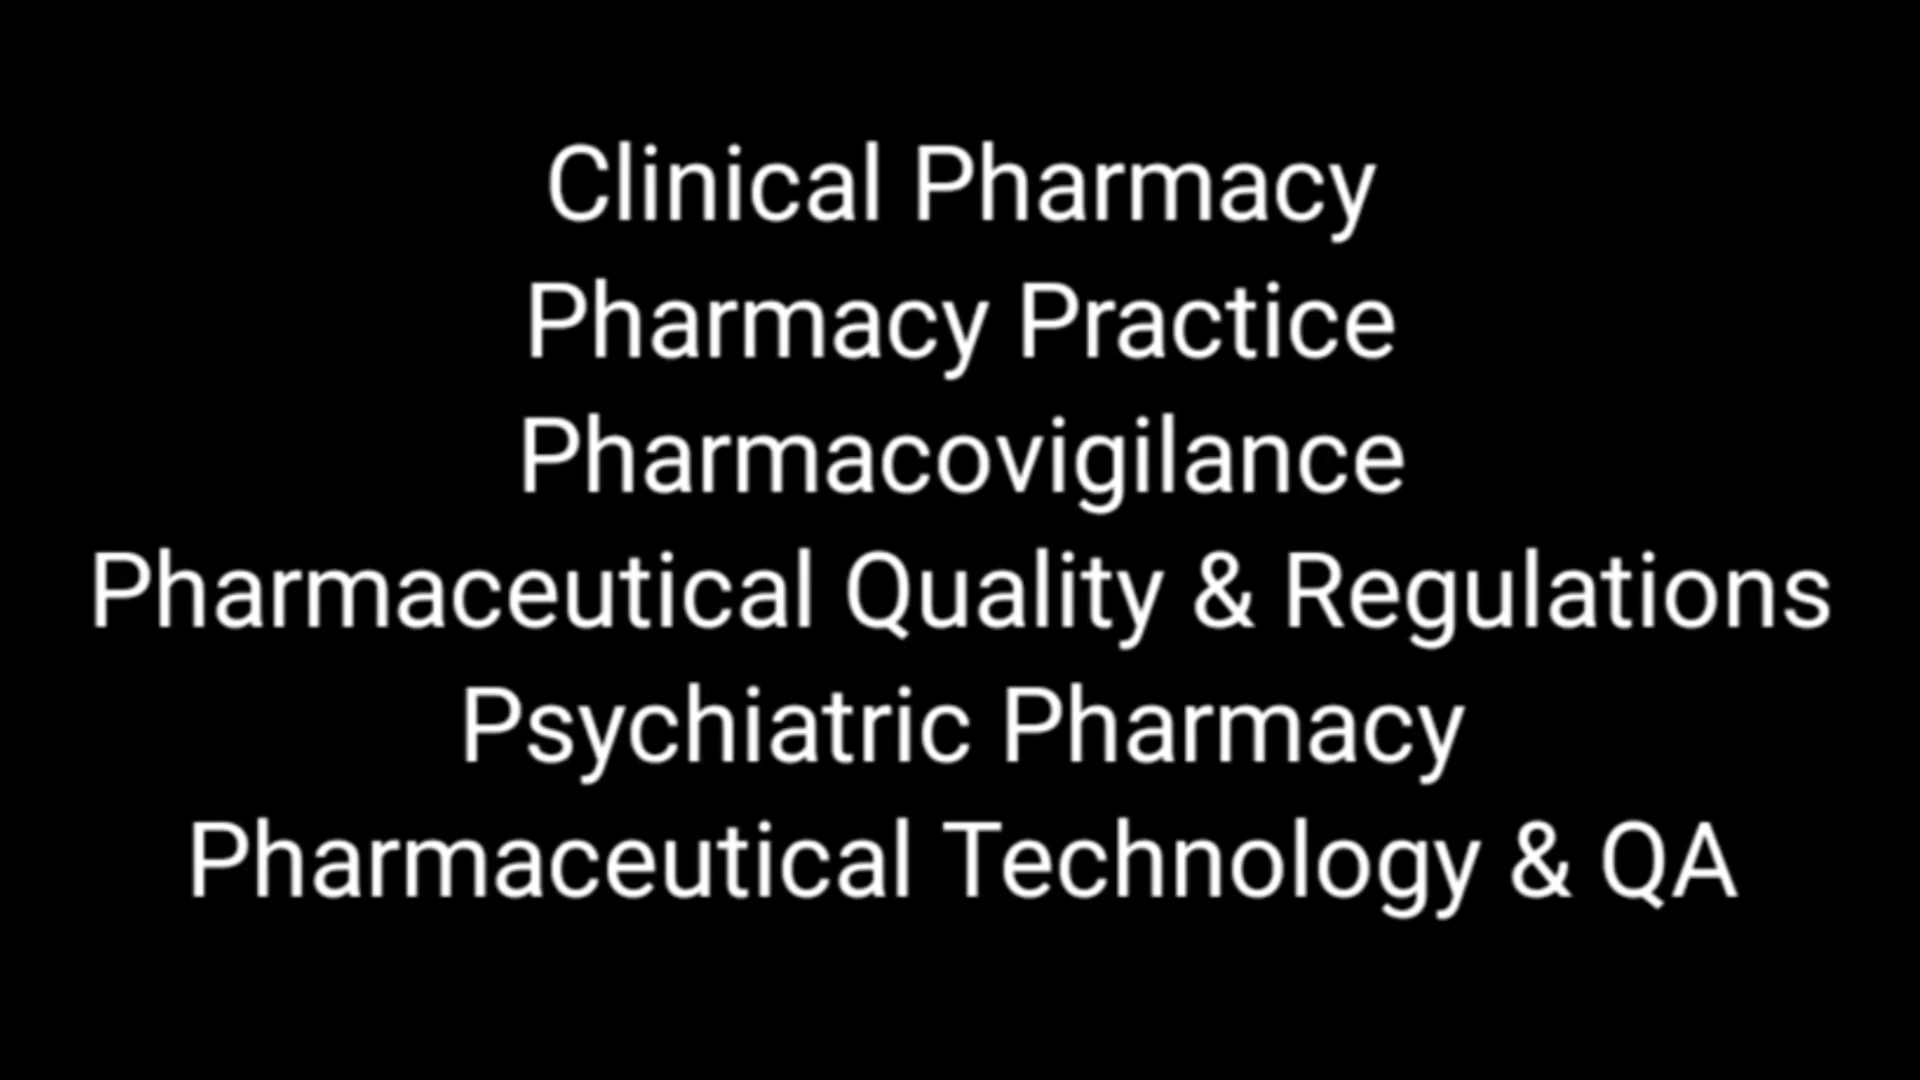 Clinical Pharmacy
Pharmacy Practice
Pharmacovigilance
Pharmaceutical Quality & Regulations
Psychiatric Pharmacy
Pharmaceutical Technology & QA